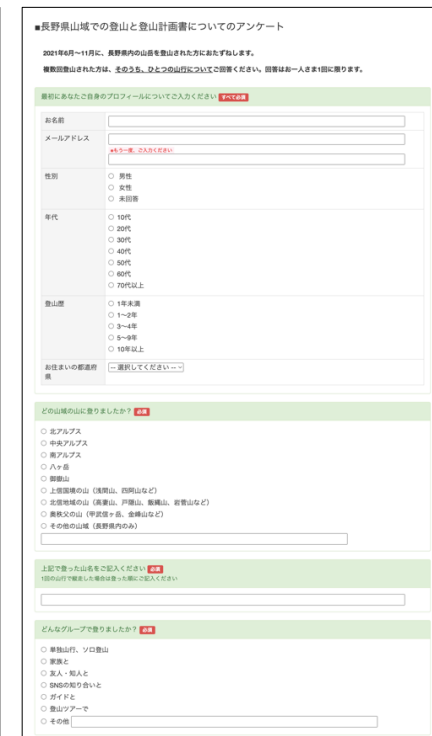 ■長野県山域での登山と登山計画書についてのアンケート
2021年6月〜11月に、長野県内の山岳を登山された方におたずねします。
複数回登山された方は、そのうち、ひとつの山行についてご回答ください。回答はお一人さま1回に限ります。
最初にあなたご自身のプロフィールについてご入力ください すべて必須
お名前
メールアドレス
※もう一度、ご入力ください
性別
男性
女性
未回答
年代
10代
20代
30代
40代
50代
60代
70代以上
登山歴
1年未満
1〜2年
3〜4年
5〜9年
10年以上
お住まいの都道府県
-- 選択してください --
どの山域の山に登りましたか？ 必須
北アルプス
中央アルプス
南アルプス
八ヶ岳
御嶽山
上信国境の山（浅間山、四阿山など）
北信地域の山（高妻山、戸隠山、飯縄山、岩菅山など）
奥秩父の山（甲武信ヶ岳、金峰山など）
その他の山域（長野県内のみ）
上記で登った山名をご記入ください 必須
1回の山行で縦走した場合は登った順にご記入ください
どんなグループで登りましたか？ 必須
単独山行、ソロ登山
家族と
友人・知人と
SNSの知り合いと
ガイドと
登山ツアーで
その他